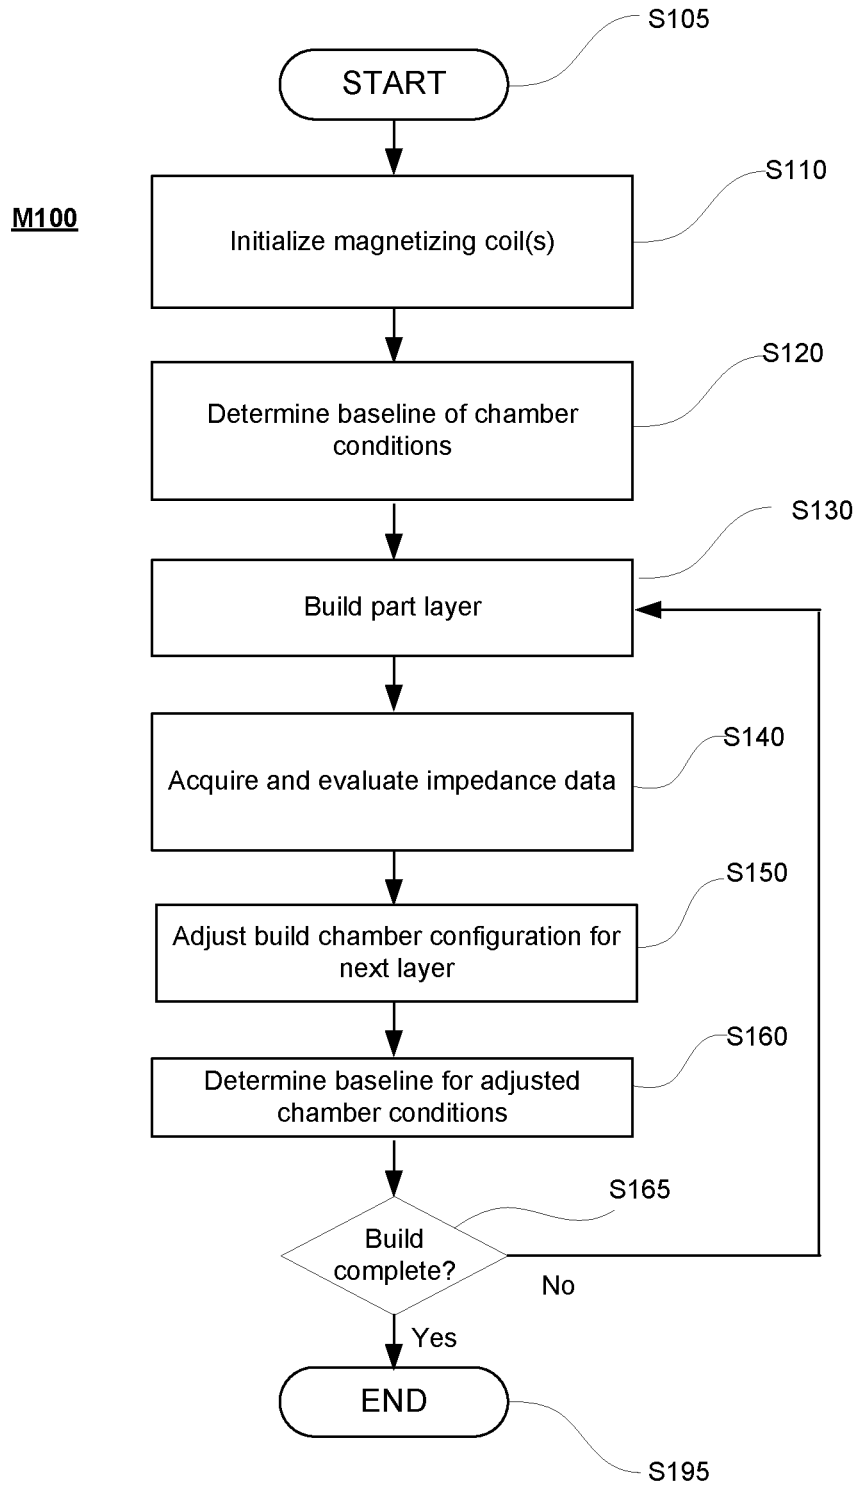 S105
START
S110
M100
Initialize magnetizing coil(s)
S120
Determine baseline of chamber
conditions
S130
Build part layer
S140
Acquire and evaluate impedance data
S150
Adjust build chamber configuration for
next layer
S160
Determine baseline for adjusted
chamber conditions
S165
Build
complete?
No
Yes
END
S195